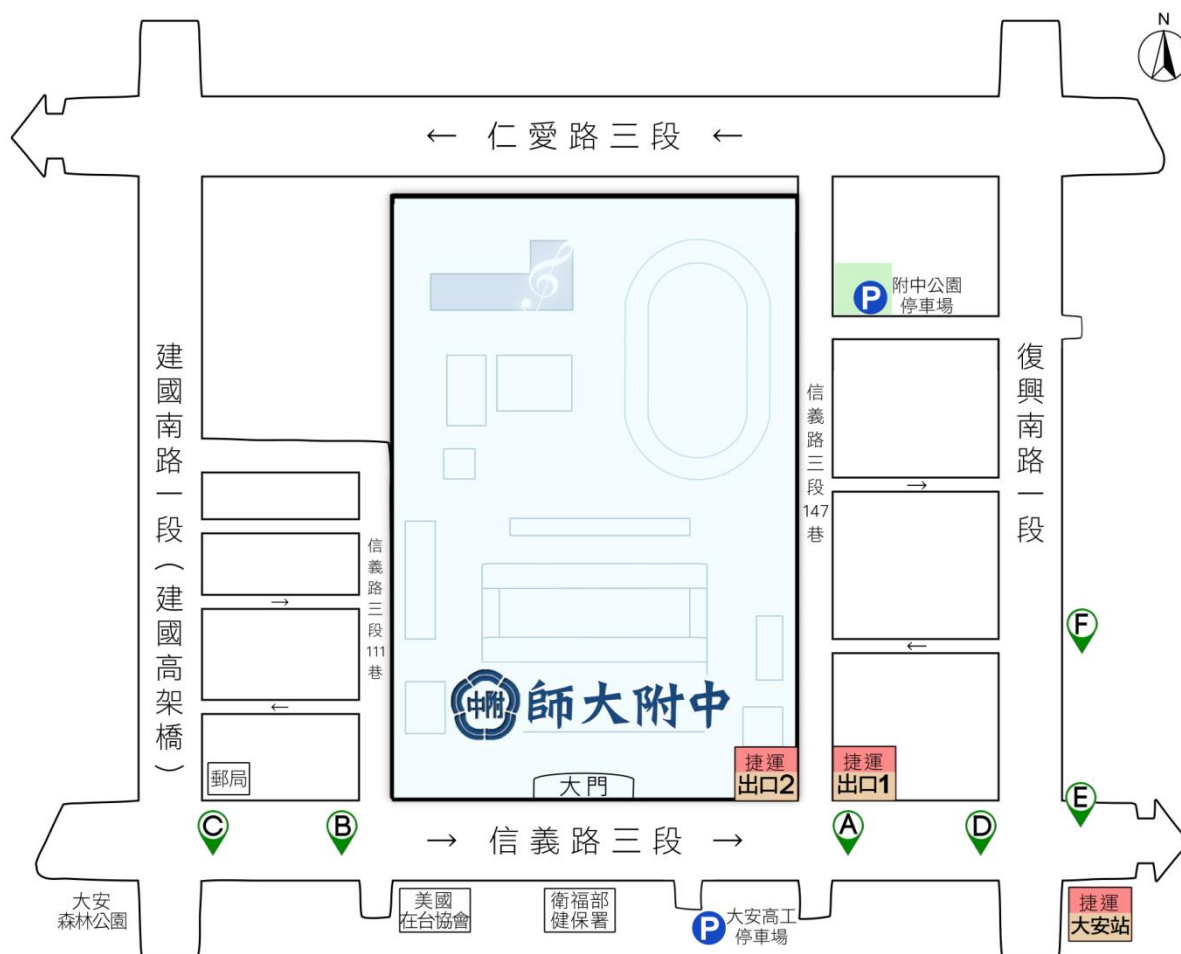 N
← 仁愛路三段 ←
P
附中公園
停車場
建國南路一段（建國高架橋）
復興南路一段
信義路三段147巷
→
信義路三段111巷
→
←
F
附中
師大附中
←
郵局
大門
捷運
出口2
捷運
出口1
C
B
→ 信義路三段 →
A
D
E
大安
森林公園
美國
在台協會
衛福部
健保署
P
大安高工
停車場
捷運
大安站